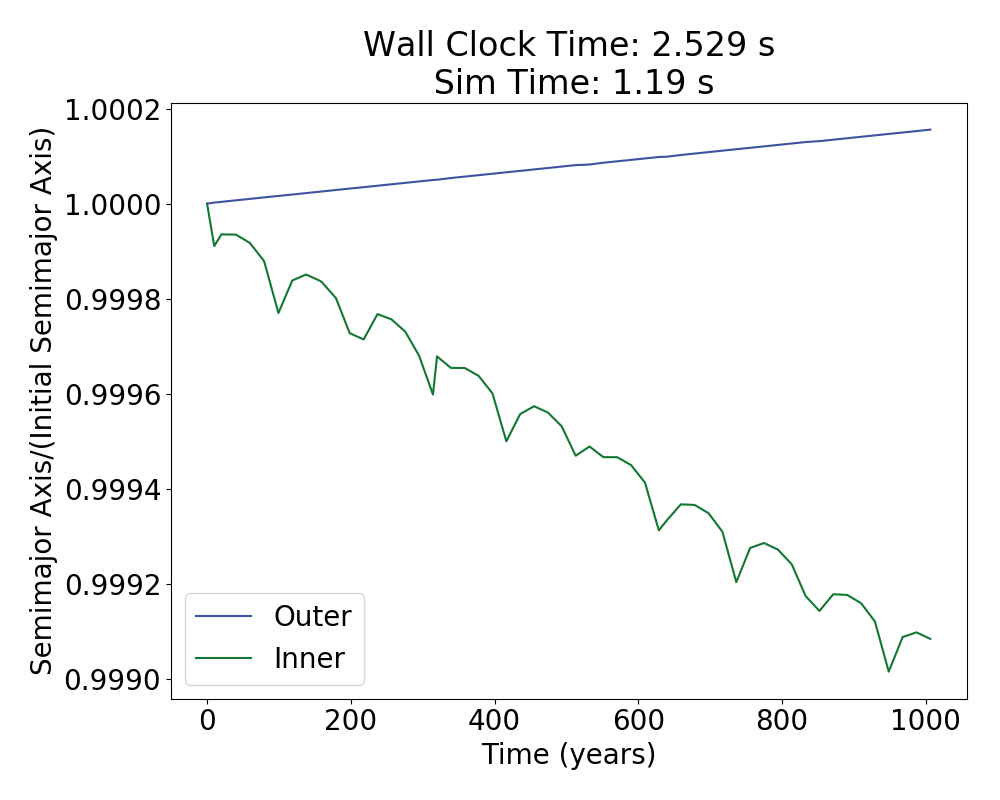 Wall Clock Time: 2.529 s
Sim Time: 1.19 s
Semimajor Axis/(Initial Semimajor Axis)
1.0002
1.0000
0.9998
0.9996
0.9994
0.9992
0.9990
Outer
Inner
0 200 400 600 800 1000
Time (years)